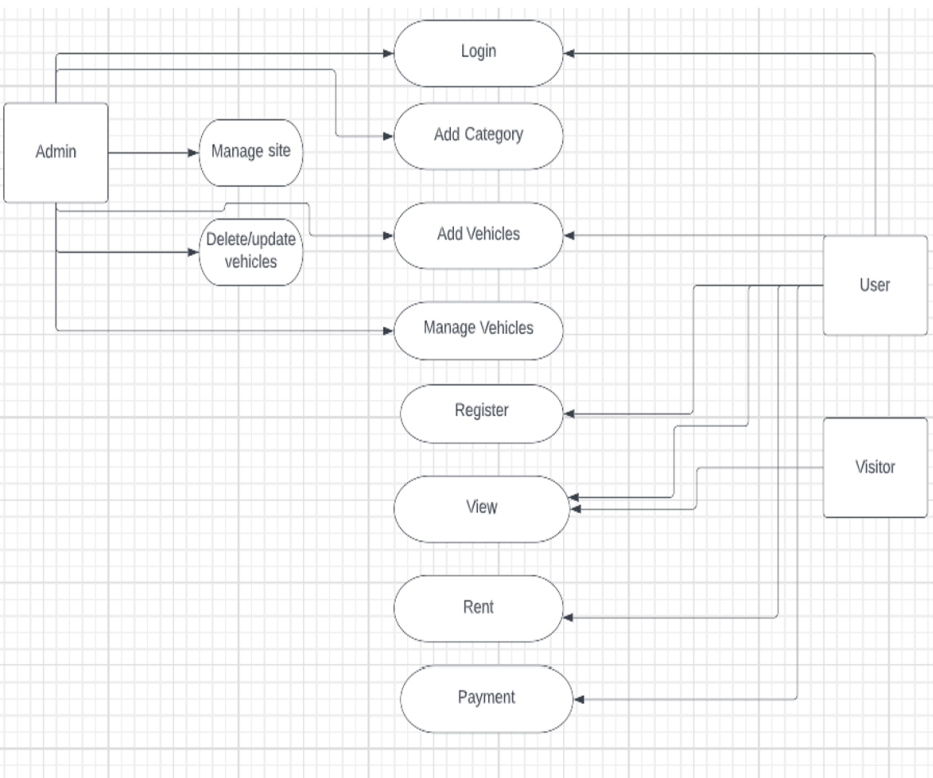 Login
Add Category
Admin
Manage site
Add Vehicles
Delete/update
vehicles
User
Manage Vehicles
Register
Visitor
View
Rent
Payment